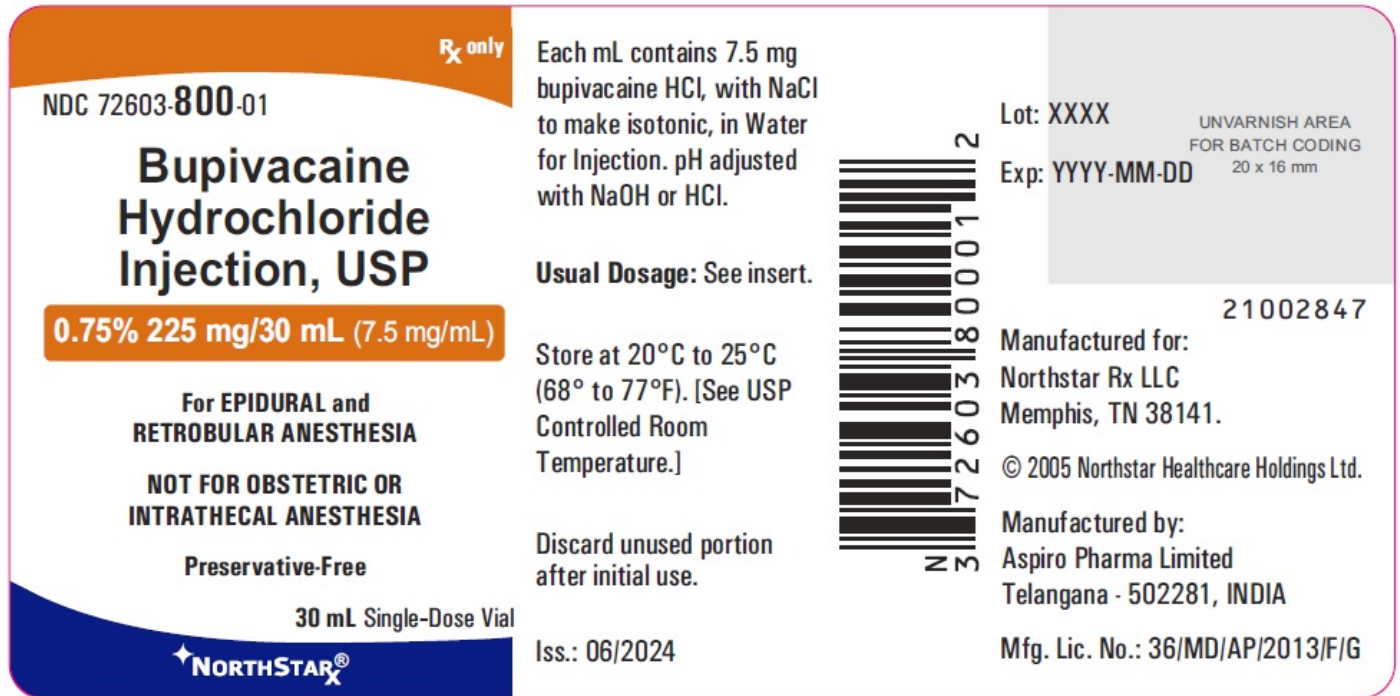 Rx only
NDC 72603-800-01
Bupivacaine
Hydrochloride
Injection, USP
0.75% 225 mg/30 mL (7.5 mg/mL)
For EPIDURAL and
RETROBULAR ANESTHESIA
NOT FOR OBSTETRIC OR
INTRATHECAL ANESTHESIA
Preservative-Free
30 mL Single-Dose Vial
NORTHSTARx®
Each mL contains 7.5 mg
bupivacaine HCl, with NaCl
to make isotonic, in Water
for Injection. pH adjusted
with NaOH or HCl.
Usual Dosage: See insert.
Store at 20°C to 25°C
(68° to 77°F). [See USP
Controlled Room
Temperature.]
Discard unused portion
after initial use.
Iss.: 06/2024
N
3 72603 80001 2
Lot: XXXX
Exp: YYYY-MM-DD
UNVARNISH AREA
FOR BATCH CODING
20 x 16 mm
21002847
Manufactured for:
Northstar Rx LLC
Memphis, TN 38141.
© 2005 Northstar Healthcare Holdings Ltd.
Manufactured by:
Aspiro Pharma Limited
Telangana - 502281, INDIA
Mfg. Lic. No.: 36/MD/AP/2013/F/G